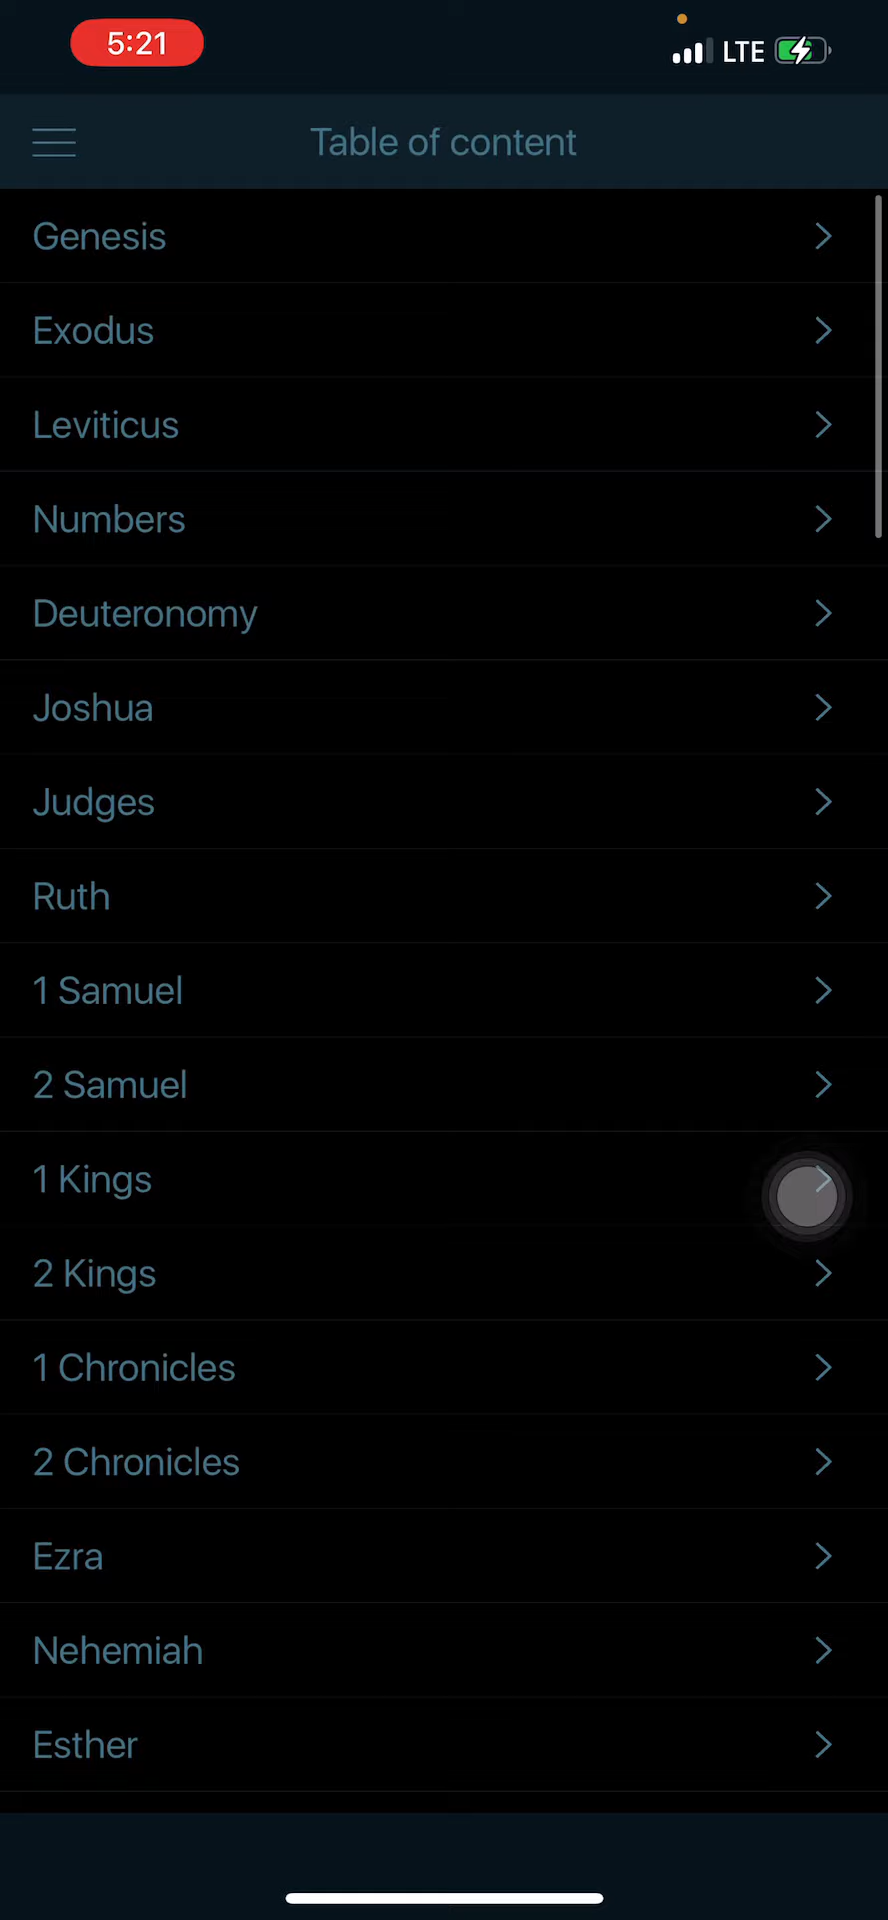 5:21
LTE
Table of content
Genesis
Exodus
Leviticus
Numbers
Deuteronomy
Joshua
Judges
Ruth
1 Samuel
2 Samuel
1 Kings
2 Kings
1 Chronicles
2 Chronicles
Ezra
Nehemiah
Esther